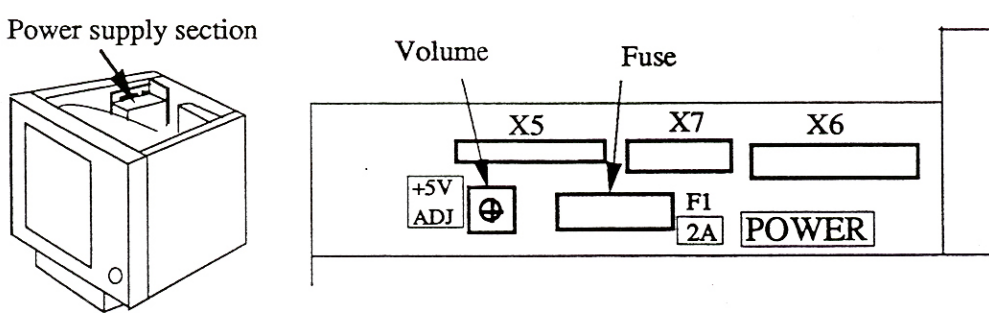 Power supply section
Volume
Fuse
X5
X7
X6
+5V
ADJ
F1
2A
POWER